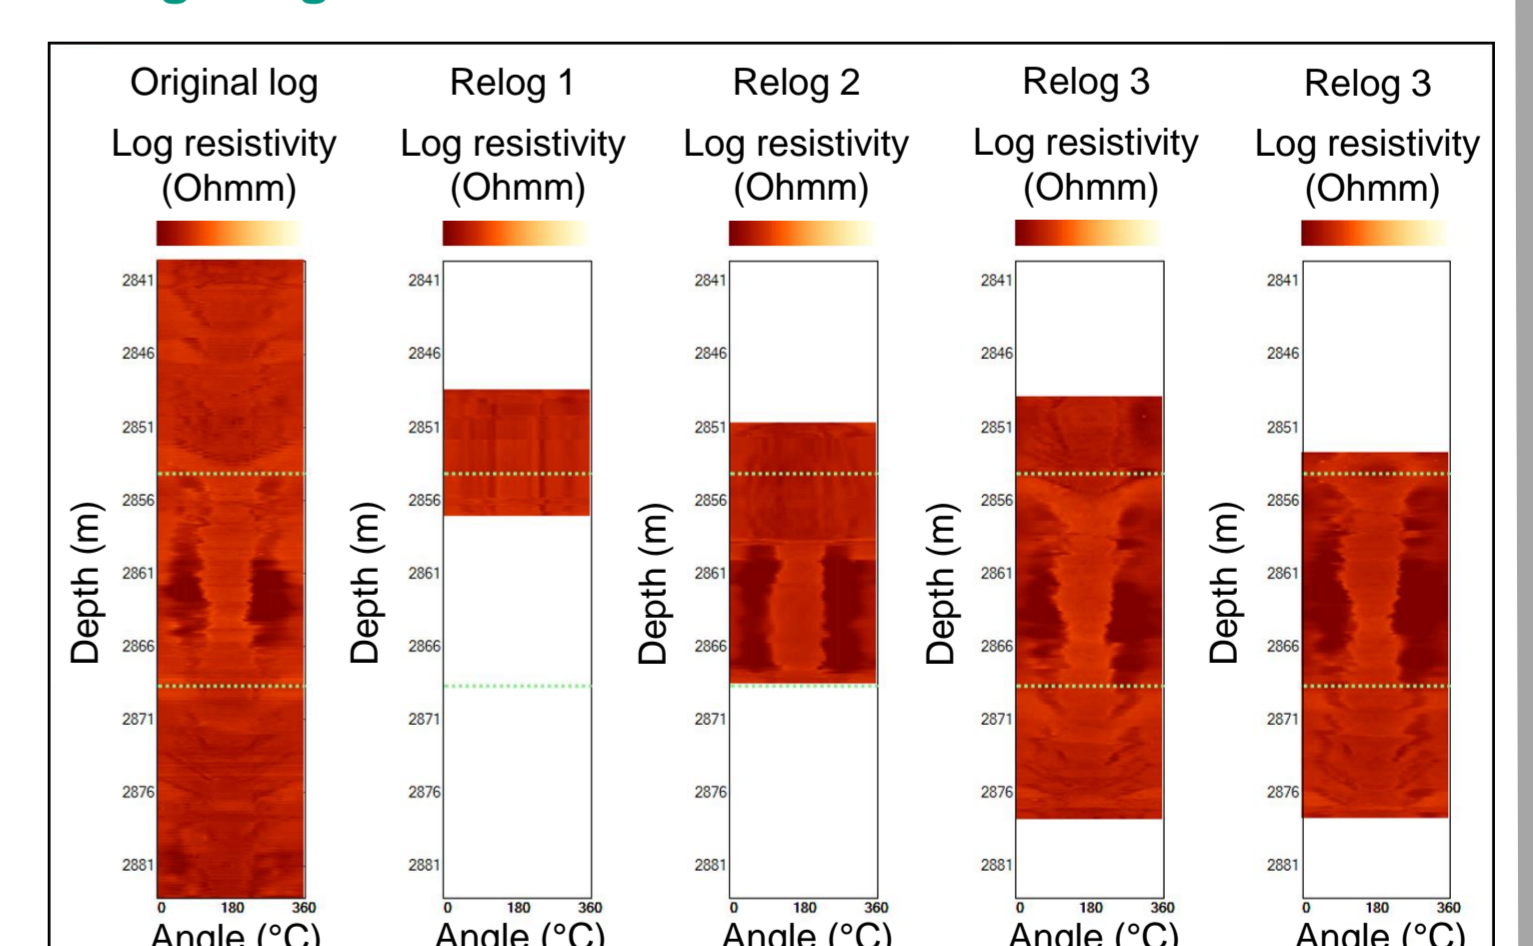 Original log Relog 1 Relog 2 Relog 3 Relog 3
Log resistivity Log resistivity Log resistivity Log resistivity Log resistivity
(Ohmm) (Ohmm) (Ohmm) (Ohmm) (Ohmm)
2841 2841 2841 2841 2841
2846 2846 2846 2846 2846
2851 2851 2851 2851 2851
2856 2856 2856 2856 2856
2861 2861 2861 2861 2861
Depth (m) Depth (m) Depth (m) Depth (m) Depth (m)
2866 2866 2866 2866 2866
2871 2871 2871 2871 2871
2876 2876 2876 2876 2876
2881 2881 2881 2881 2881
0 180 360 0 180 360 0 180 360 0 180 360 0 180 360
Angle (°C) Angle (°C) Angle (°C) Angle (°C) Angle (°C)